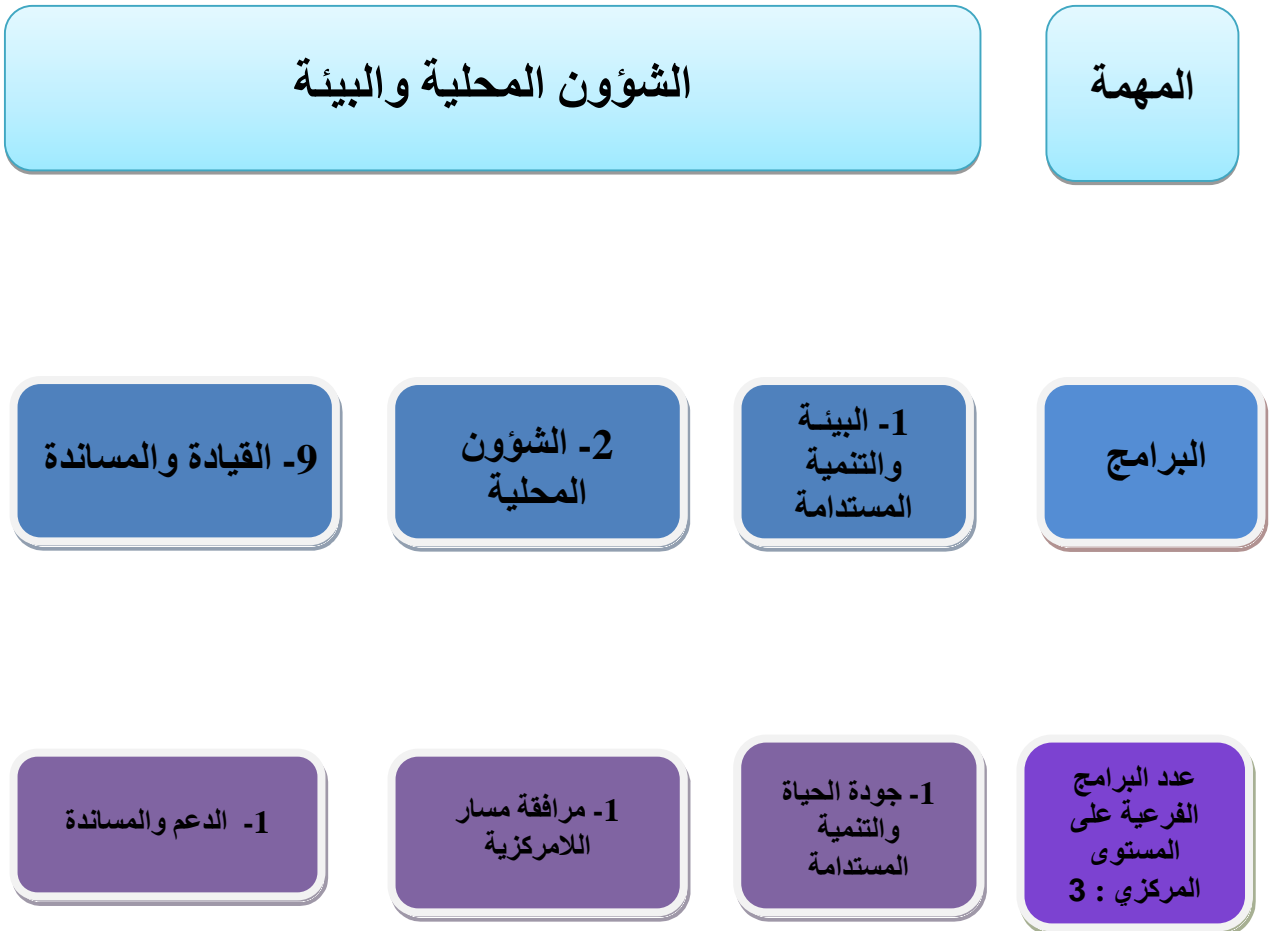 المهمة
الشؤون المحلية والبيئة
البرامج
1- البيئـة
والتنمية
المستدامة
2- الشؤون
المحلية
9- القيادة والمساندة
عدد البرامج
الفرعية على
المستوى
المركزي : 3
1- جودة الحياة
والتنمية
المستدامة
1- مرافقة مسار
اللامركزية
1- الدعم والمساندة